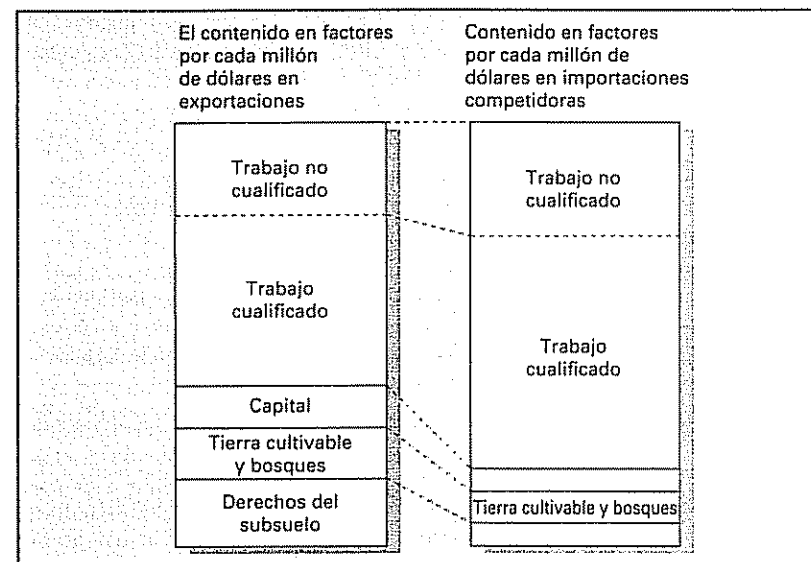 El contenido en factores
por cada millón
de dólares en
exportaciones
Contenido en factores
por cada millón de
dólares en importaciones
competidoras
Trabajo no
cualificado
Trabajo
cualificado
Capital
Tierra cultivable
y bosques
Derechos del
subsuelo
Trabajo no
cualificado
Trabajo
cualificado
Tierra cultivable y bosques